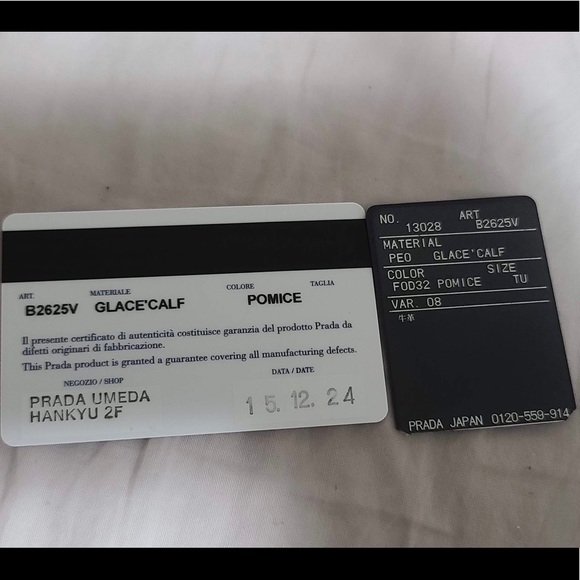 ART.
MATERIALE
COLORE
TAGLIA
B2625V GLACE'CALF POMICE
Il presente certificato di autenticità costituisce garanzia del prodotto Prada da
difetti originari di fabbricazione.
This Prada product is granted a guarantee covering all manufacturing defects.
NEGOZIO / SHOP
DATA / DATE
PRADA UMEDA
HANKYU 2F
15.12.24
NO. 13028 ART B2625V
MATERIAL
PEO GLACE'CALF
COLOR SIZE
FOD32 POMICE TU
VAR. 08
牛革
PRADA JAPAN 0120-559-914